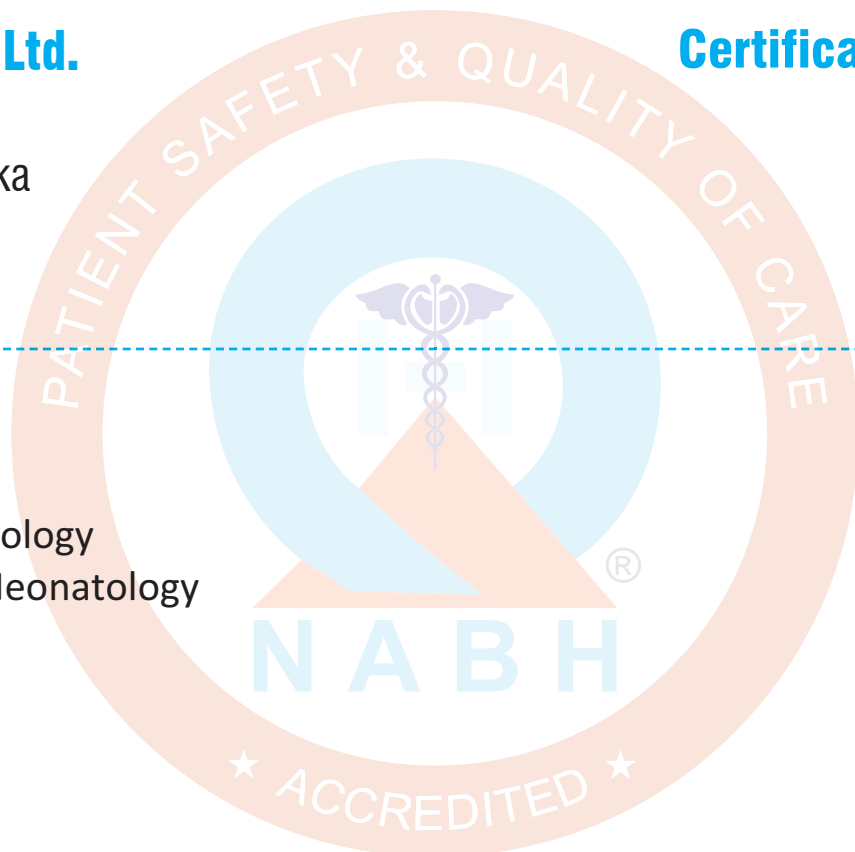 Ltd.
Certifica
ka
PATIENT SAFETY & QUALITY OF CARE
ology
Neonatology
®
NABH
★ ACCREDITED ★